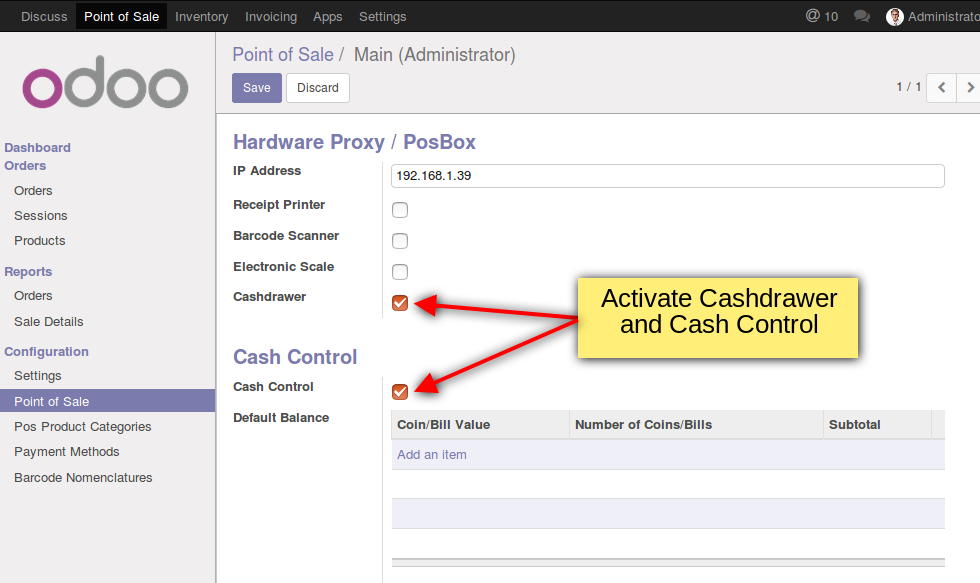 Discuss Point of Sale Inventory Invoicing Apps Settings @ 10 Administrato
odoo
Dashboard
Orders
Orders
Sessions
Products
Reports
Orders
Sale Details
Configuration
Settings
Point of Sale
Pos Product Categories
Payment Methods
Barcode Nomenclatures
Point of Sale / Main (Administrator)
Save Discard 1 / 1
Hardware Proxy / PosBox
IP Address 192.168.1.39
Receipt Printer
Barcode Scanner
Electronic Scale
Cashdrawer
Activate Cashdrawer
and Cash Control
Cash Control
Cash Control
Default Balance
Coin/Bill Value Number of Coins/Bills Subtotal
Add an item